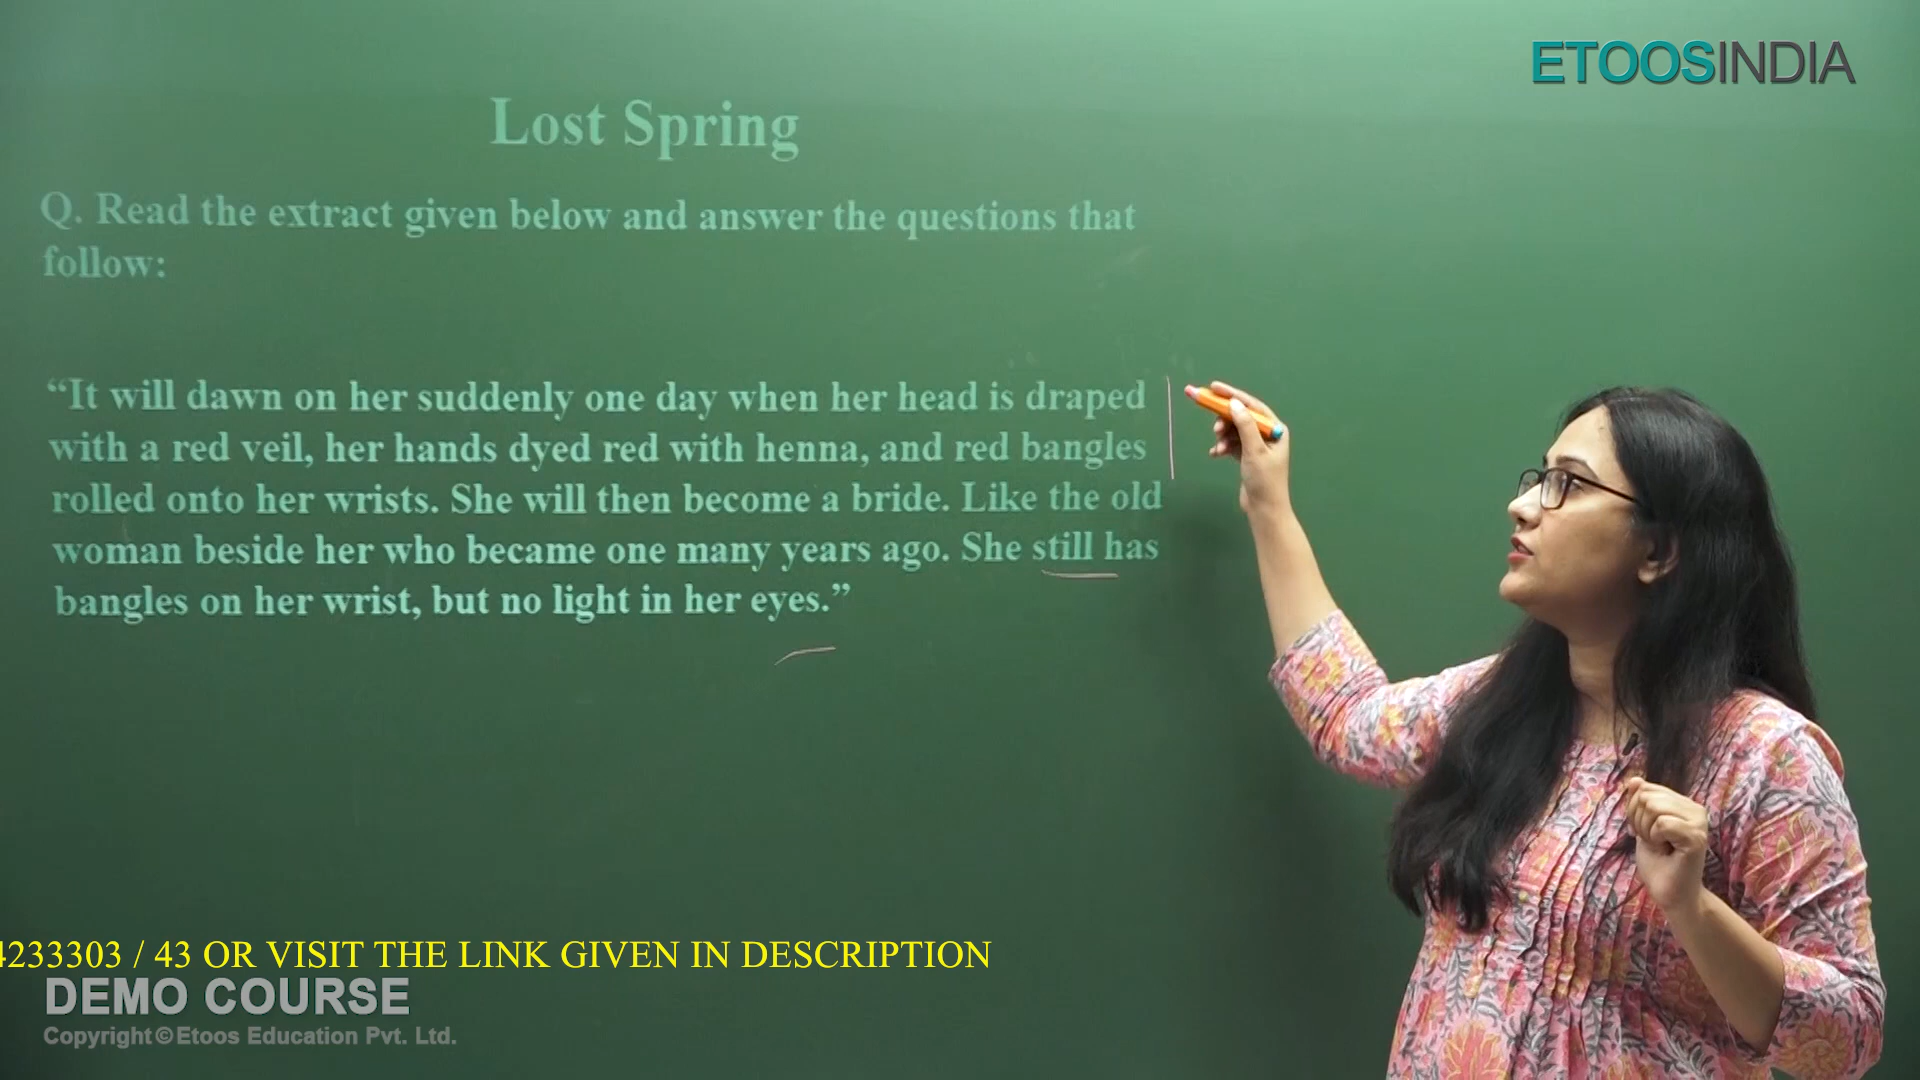 ETOOSINDIA
Lost Spring
Q. Read the extract given below and answer the questions that
follow:
“It will dawn on her suddenly one day when her head is draped
with a red veil, her hands dyed red with henna, and red bangles
rolled onto her wrists. She will then become a bride. Like the old
woman beside her who became one many years ago. She still has
bangles on her wrist, but no light in her eyes.”
4233303 / 43 OR VISIT THE LINK GIVEN IN DESCRIPTION
DEMO COURSE
Copyright © Etoos Education Pvt. Ltd.